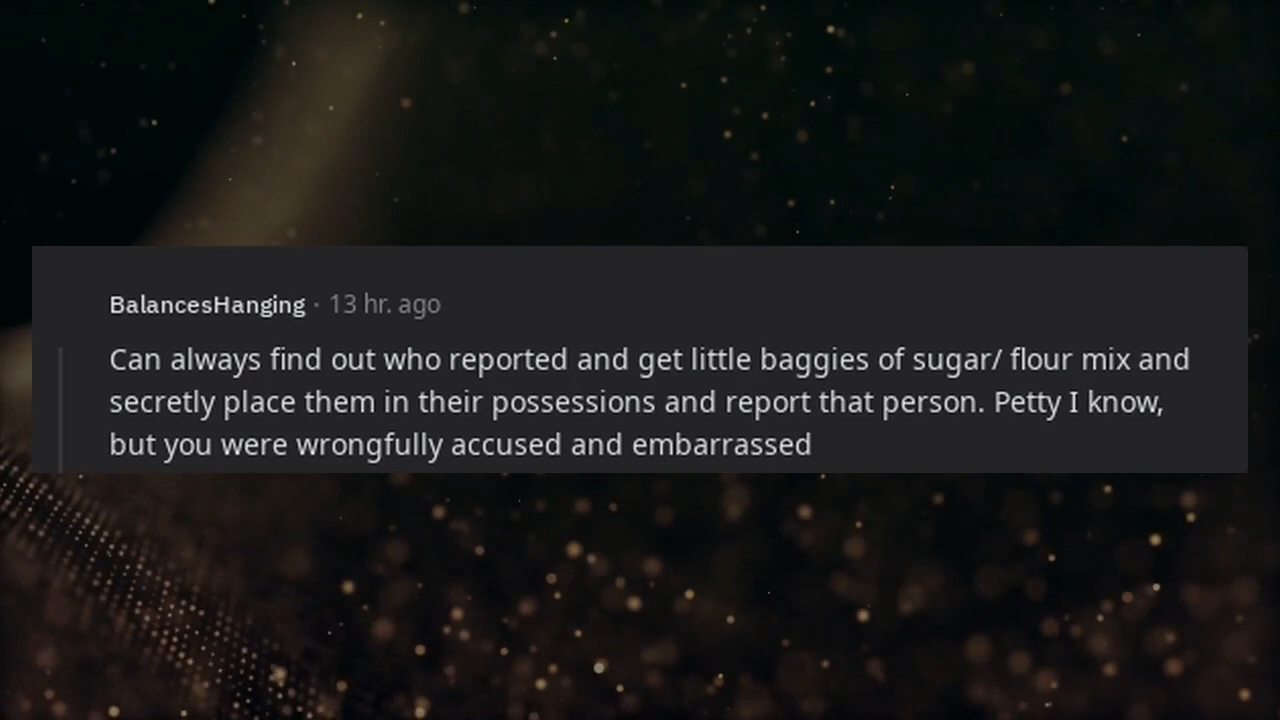 BalancesHanging · 13 hr. ago
Can always find out who reported and get little baggies of sugar/ flour mix and
secretly place them in their possessions and report that person. Petty I know,
but you were wrongfully accused and embarrassed